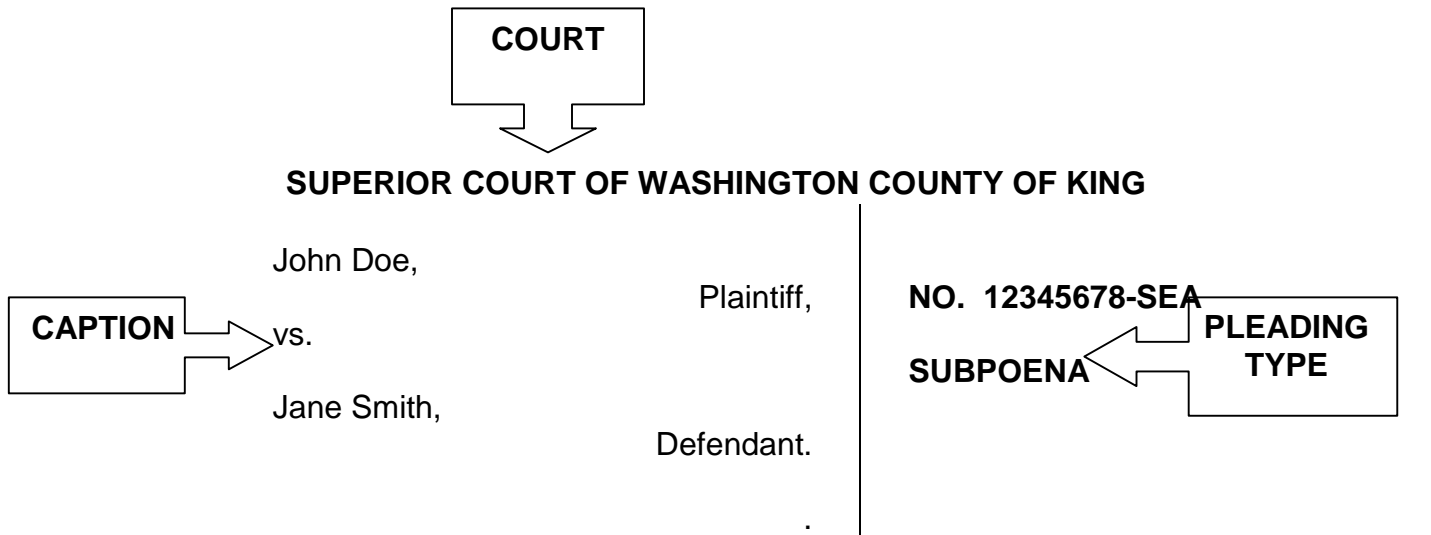 COURT
SUPERIOR COURT OF WASHINGTON COUNTY OF KING
John Doe,
Plaintiff,
vs.
Jane Smith,
Defendant.
.
CAPTION
NO. 12345678-SEA
SUBPOENA
PLEADING
TYPE